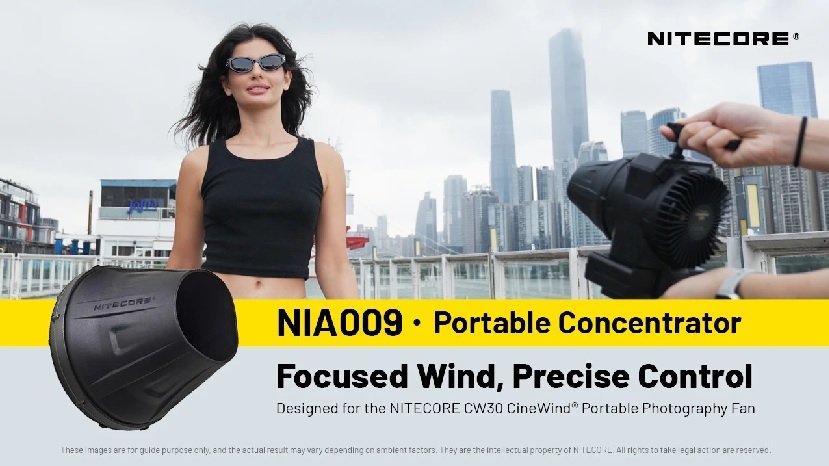 NITECORE®
NITECORE®
NIA009 · Portable Concentrator
Focused Wind, Precise Control
Designed for the NITECORE CW30 CineWind® Portable Photography Fan
These images are for guide purpose only, and the actual result may vary depending on ambient factors. They are the intellectual property of NITECORE. All rights to take legal action are reserved.